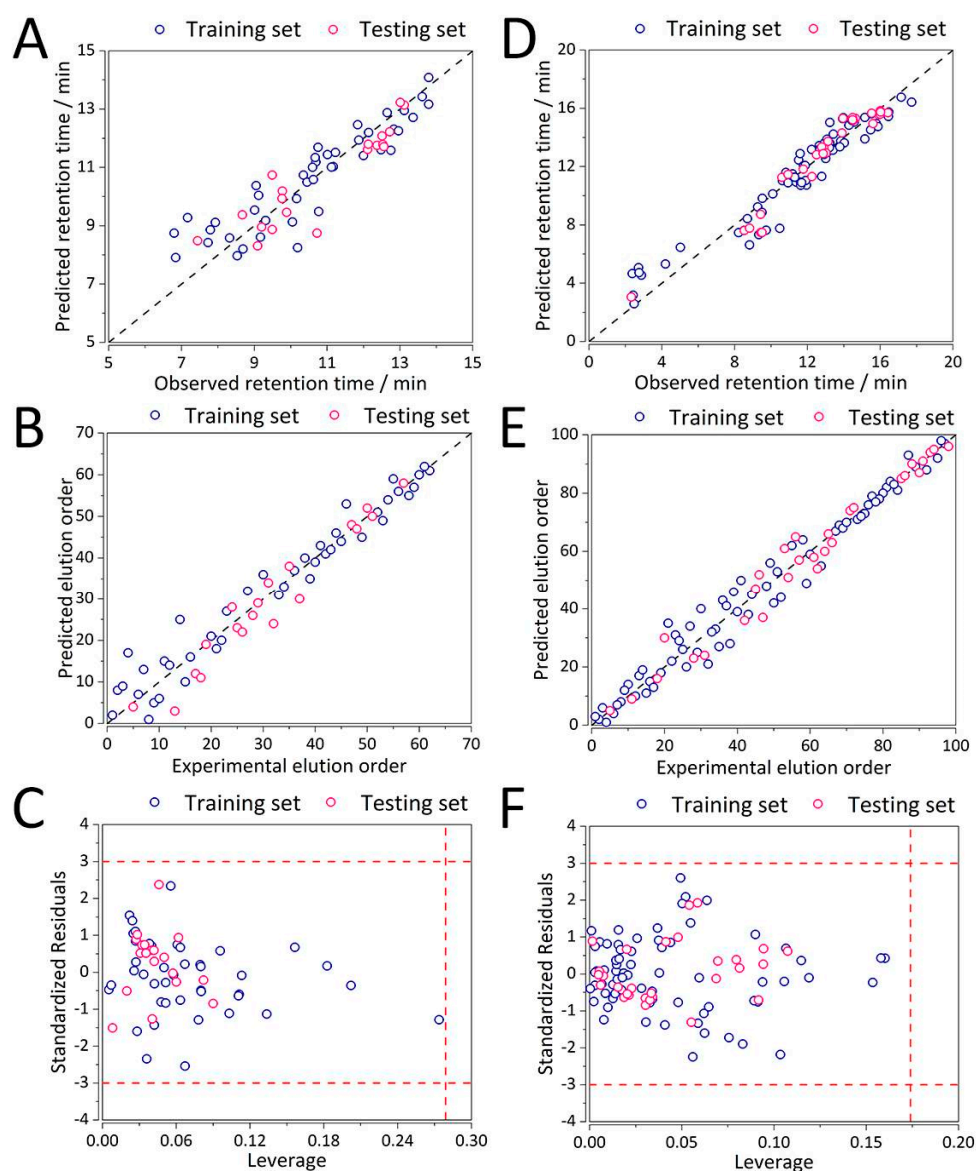 A
Training set Testing set
Predicted retention time / min
15
13
11
9
7
5
5 7 9 11 13 15
Observed retention time / min
D
Training set Testing set
Predicted retention time / min
20
16
12
8
4
0
0 4 8 12 16 20
Observed retention time / min
B
Training set Testing set
Predicted elution order
70
60
50
40
30
20
10
0
0 10 20 30 40 50 60 70
Experimental elution order
E
Training set Testing set
Predicted elution order
100
80
60
40
20
0
0 20 40 60 80 100
Experimental elution order
C
Training set Testing set
Standardized Residuals
4
3
2
1
0
-1
-2
-3
-4
0.00 0.06 0.12 0.18 0.24 0.30
Leverage
F
Training set Testing set
Standardized Residuals
4
3
2
1
0
-1
-2
-3
-4
0.00 0.05 0.10 0.15 0.20
Leverage